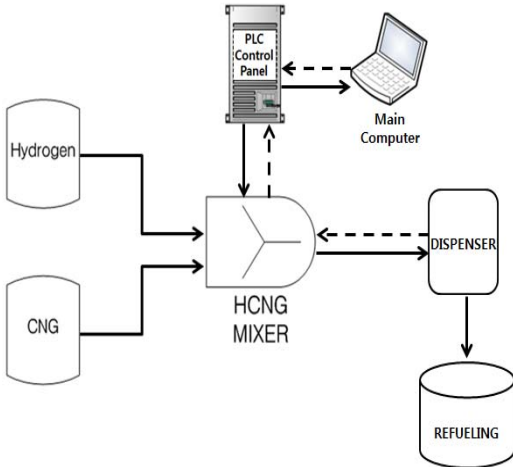 PLC
Control
Panel
Main
Computer
Hydrogen
CNG
HCNG
MIXER
DISPENSER
REFUELING